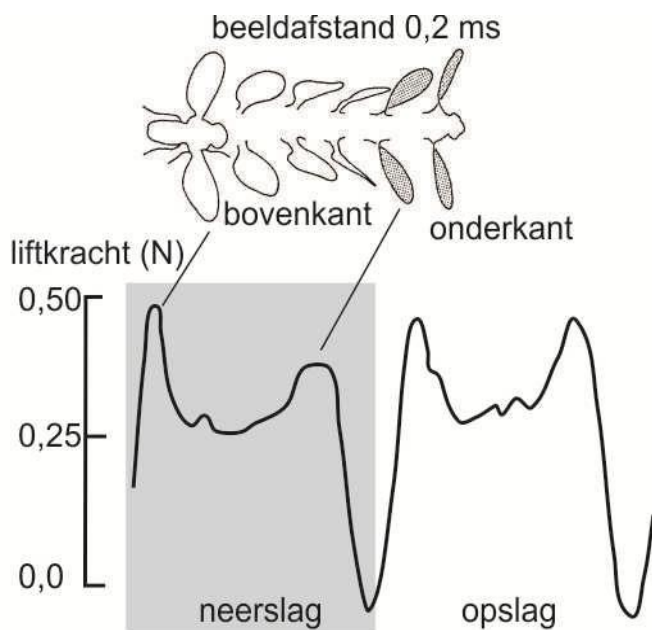 beeldafstand 0,2 ms
bovenkant
onderkant
liftkracht (N)
0,50
0,25
0,0
neerslag
opslag